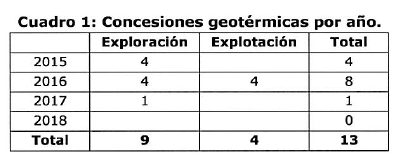 Cuadro 1: Concesiones geotérmicas por año.
Exploración Explotación Total
2015 4 4
2016 4 4 8
2017 1 1
2018 0
Total 9 4 13